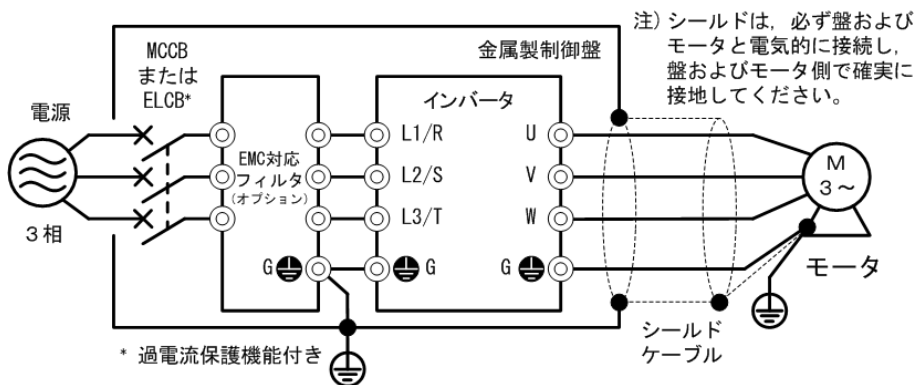 電源
3相
MCCB
または
ELCB*
金属製制御盤
EMC対応
フィルタ
(オプション)
G
インバータ
L1/R
L2/S
L3/T
G
U
V
W
G
注) シールドは，必ず盤および
モータと電気的に接続し，
盤およびモータ側で確実に
接地してください。
M
3～
モータ
シールド
ケーブル
* 過電流保護機能付き